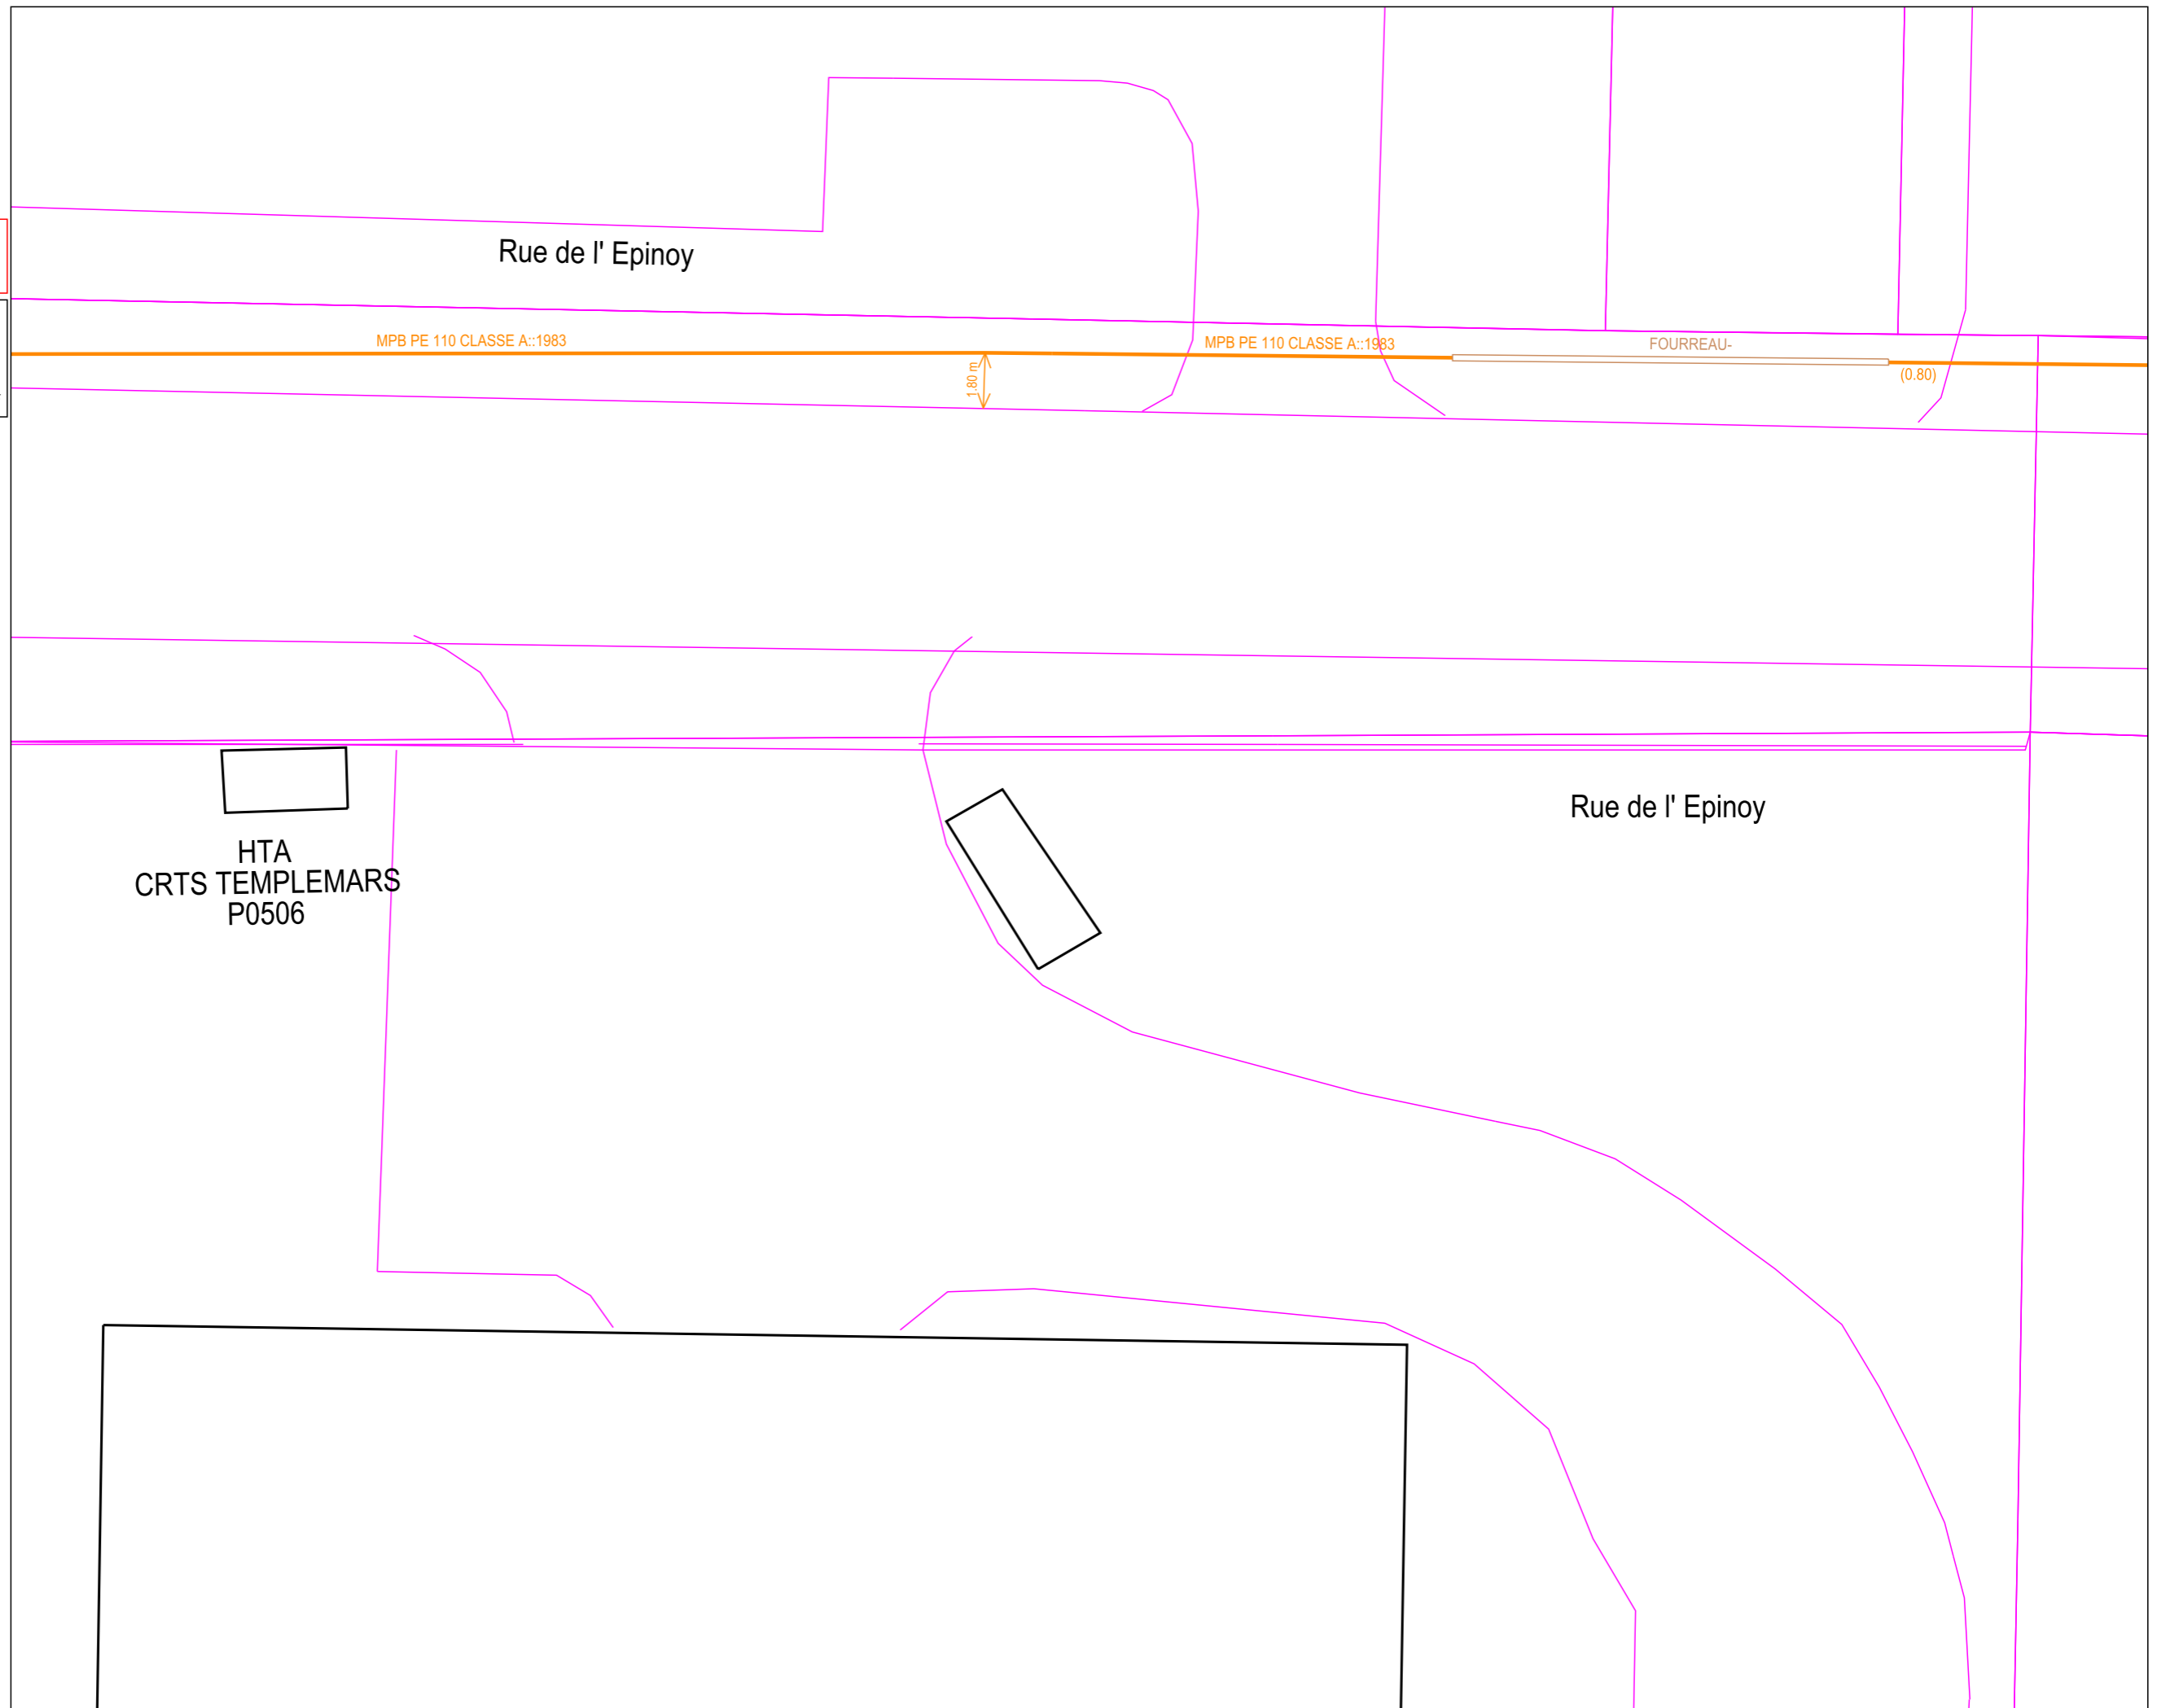 Rue de l' Epinoy
MPB PE 110 CLASSE A::1983
MPB PE 110 CLASSE A::1983
FOURREAU-
1.80 m
(0.80)
Rue de l' Epinoy
HTA
CRTS TEMPLEMARS
P0506